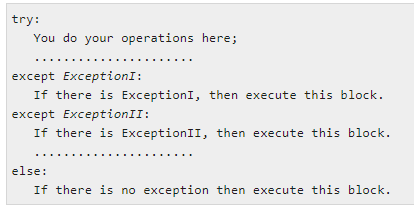 try:
   You do your operations here;
   ......................
except ExceptionI:
   If there is ExceptionI, then execute this block.
except ExceptionII:
   If there is ExceptionII, then execute this block.
   ......................
else:
   If there is no exception then execute this block.